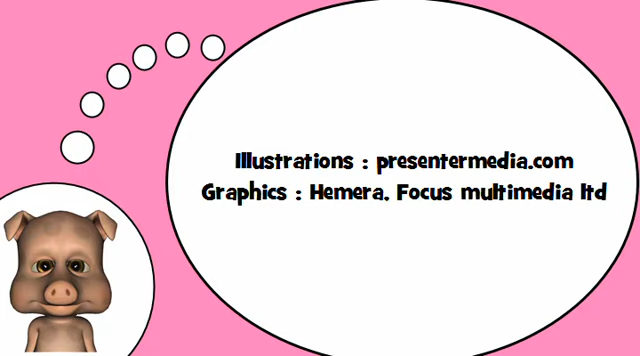 Illustrations : presentermedia.com
Graphics : Hemera, Focus multimedia ltd